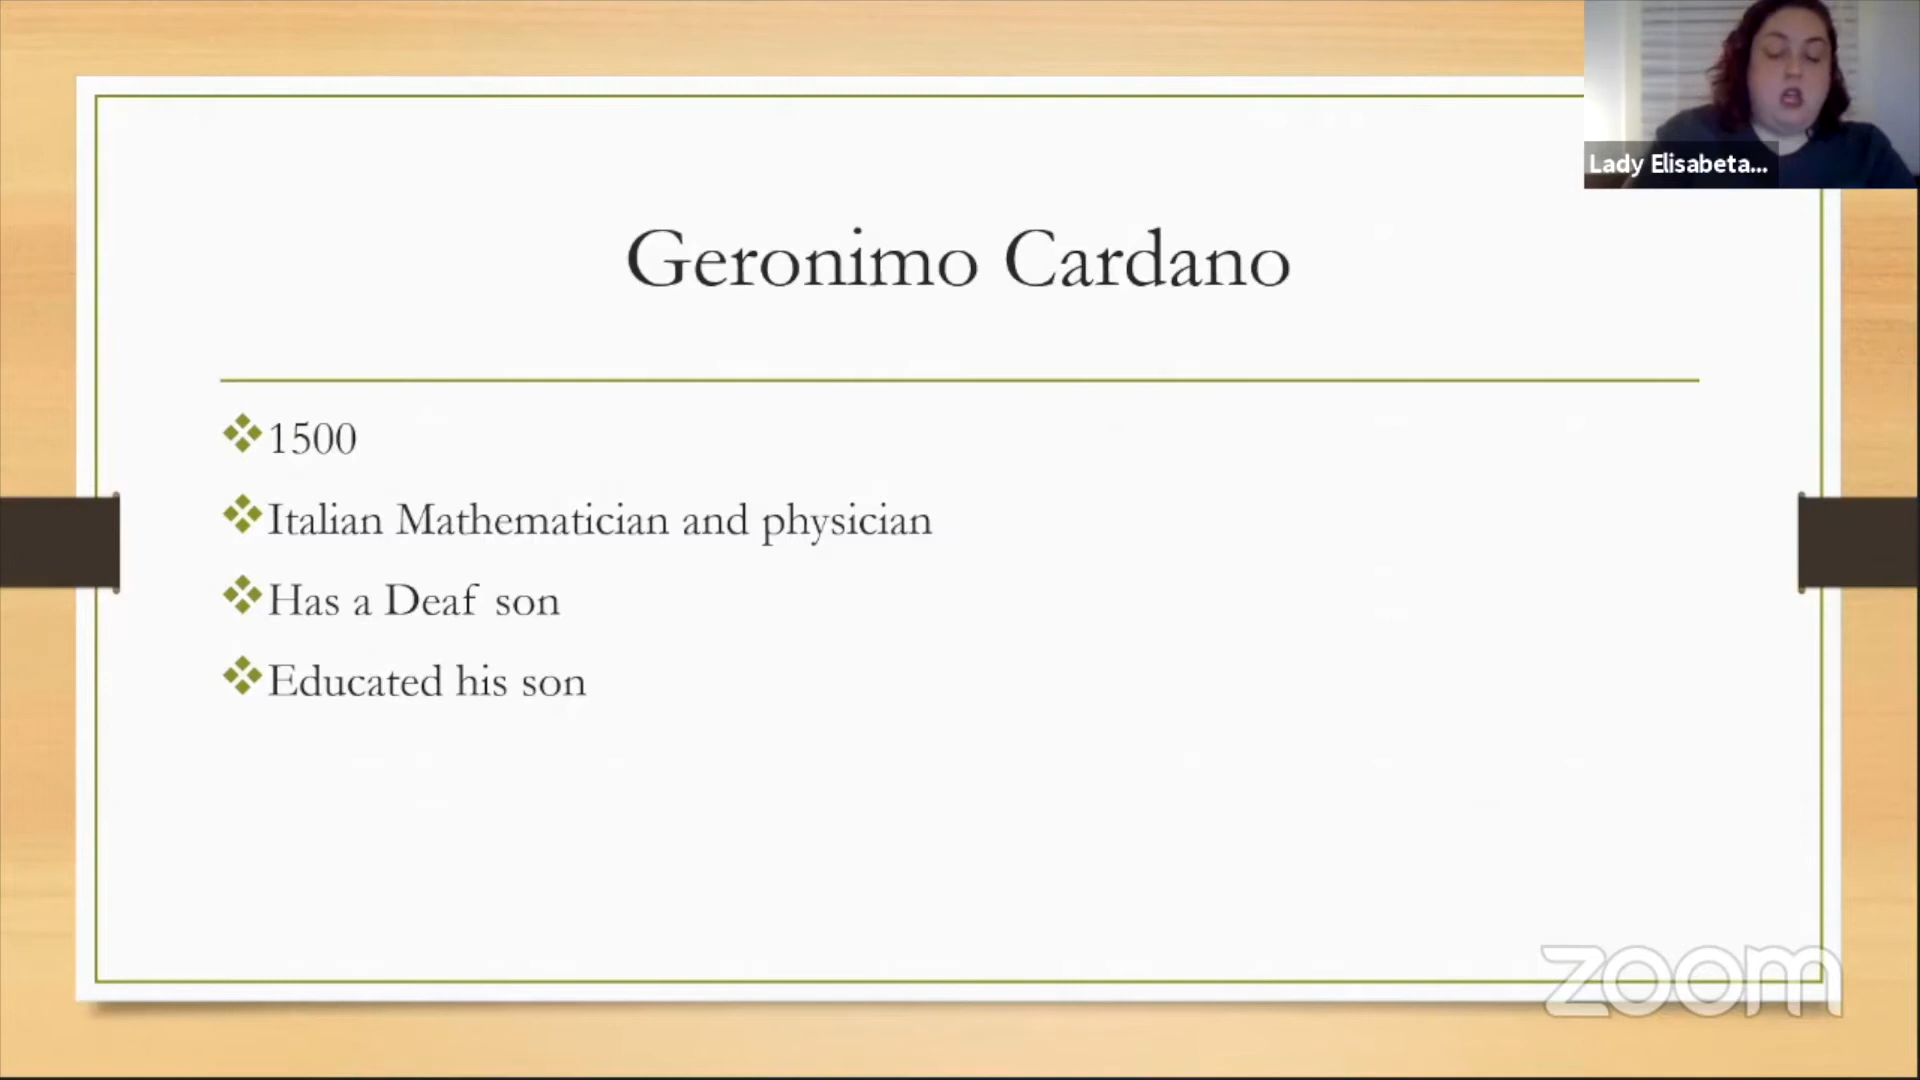 Lady Elisabeta...
Geronimo Cardano
1500
Italian Mathematician and physician
Has a Deaf son
Educated his son
zoom